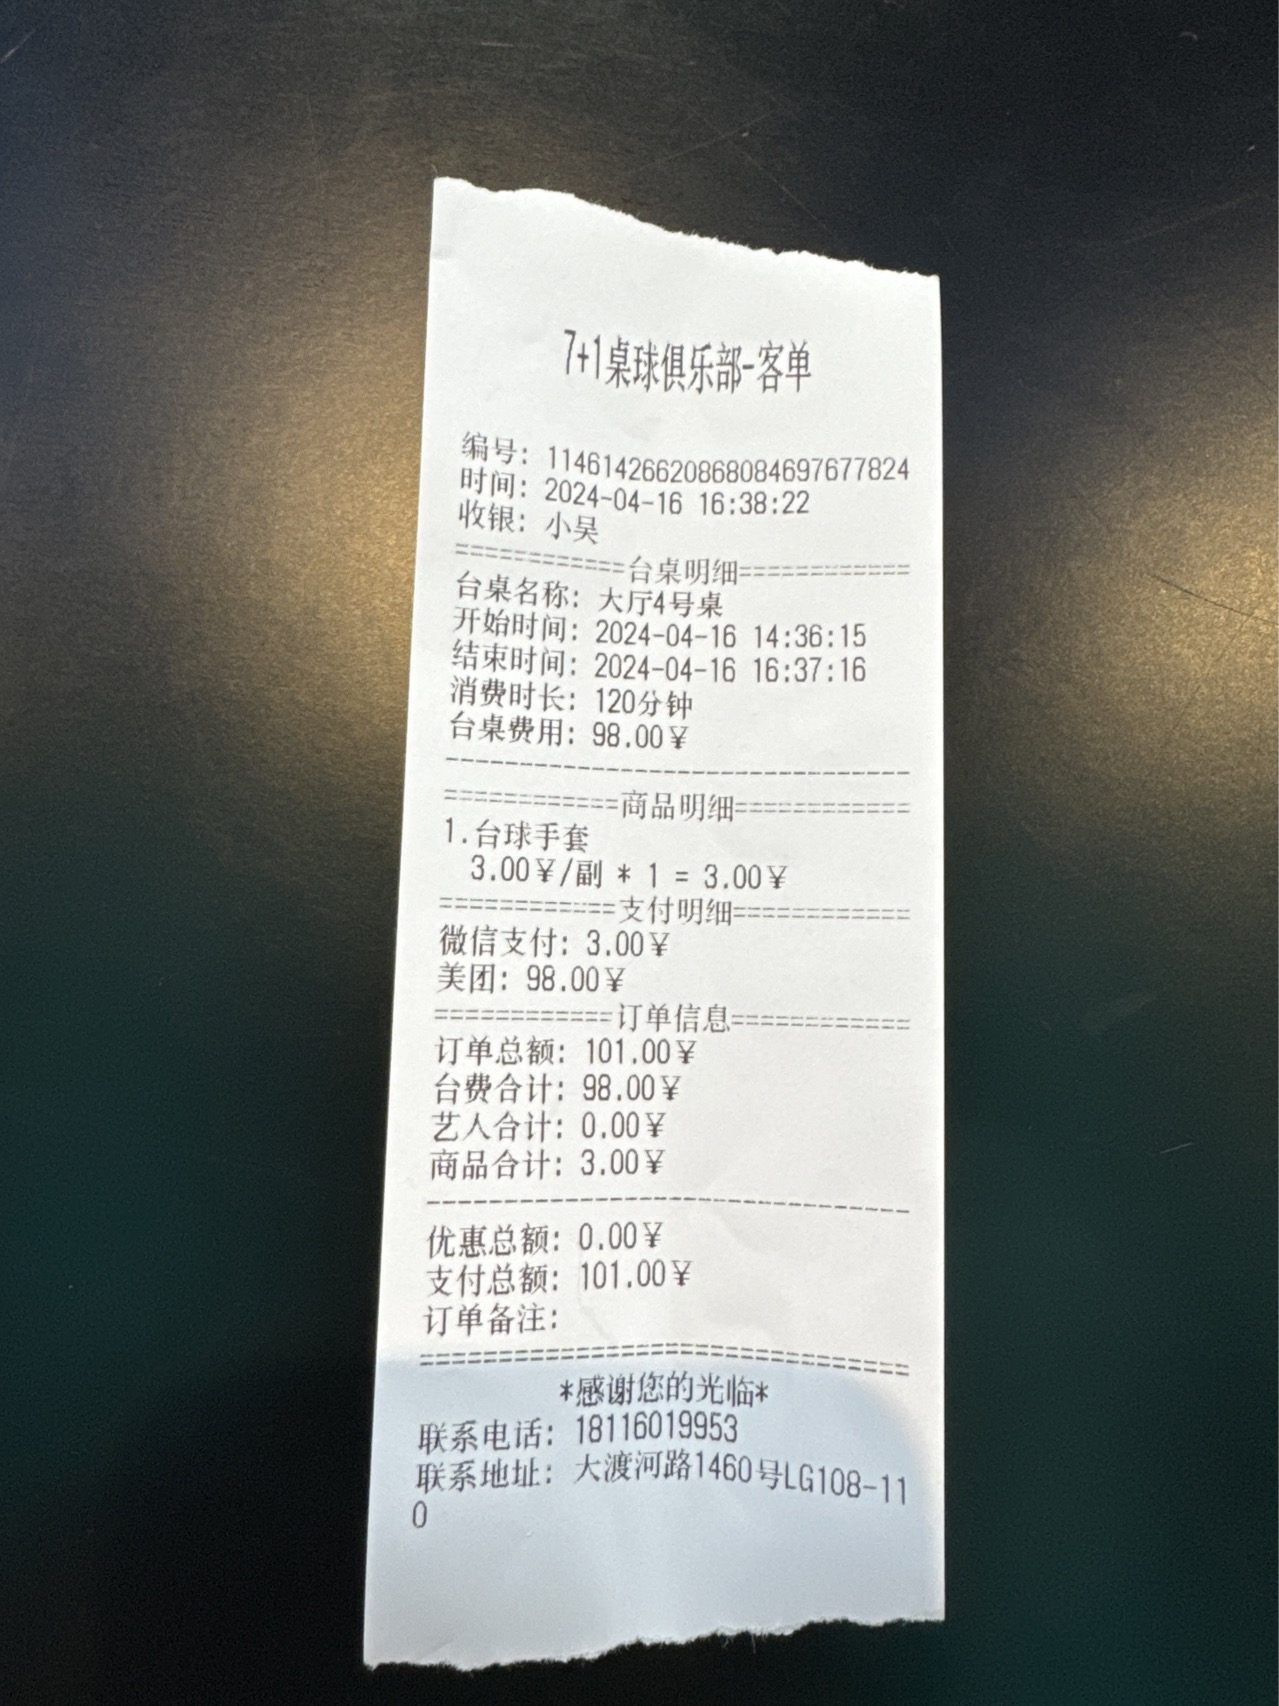 7+1桌球俱乐部-客单
编号: 11461426620868084697677824
时间: 2024-04-16 16:38:22
收银: 小吴
============台桌明细============
台桌名称: 大厅4号桌
开始时间: 2024-04-16 14:36:15
结束时间: 2024-04-16 16:37:16
消费时长: 120分钟
台桌费用: 98.00¥
--------------------------------
============商品明细============
1.台球手套
3.00¥/副 * 1 = 3.00¥
============支付明细============
微信支付: 3.00¥
美团: 98.00¥
============订单信息============
订单总额: 101.00¥
台费合计: 98.00¥
艺人合计: 0.00¥
商品合计: 3.00¥
--------------------------------
优惠总额: 0.00¥
支付总额: 101.00¥
订单备注:
================================
*感谢您的光临*
联系电话: 18116019953
联系地址: 大渡河路1460号LG108-11
0